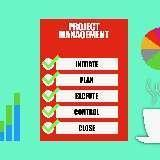 PROJECT
MANAGEMENT
INITIATE
PLAN
EXECUTE
CONTROL
CLOSE